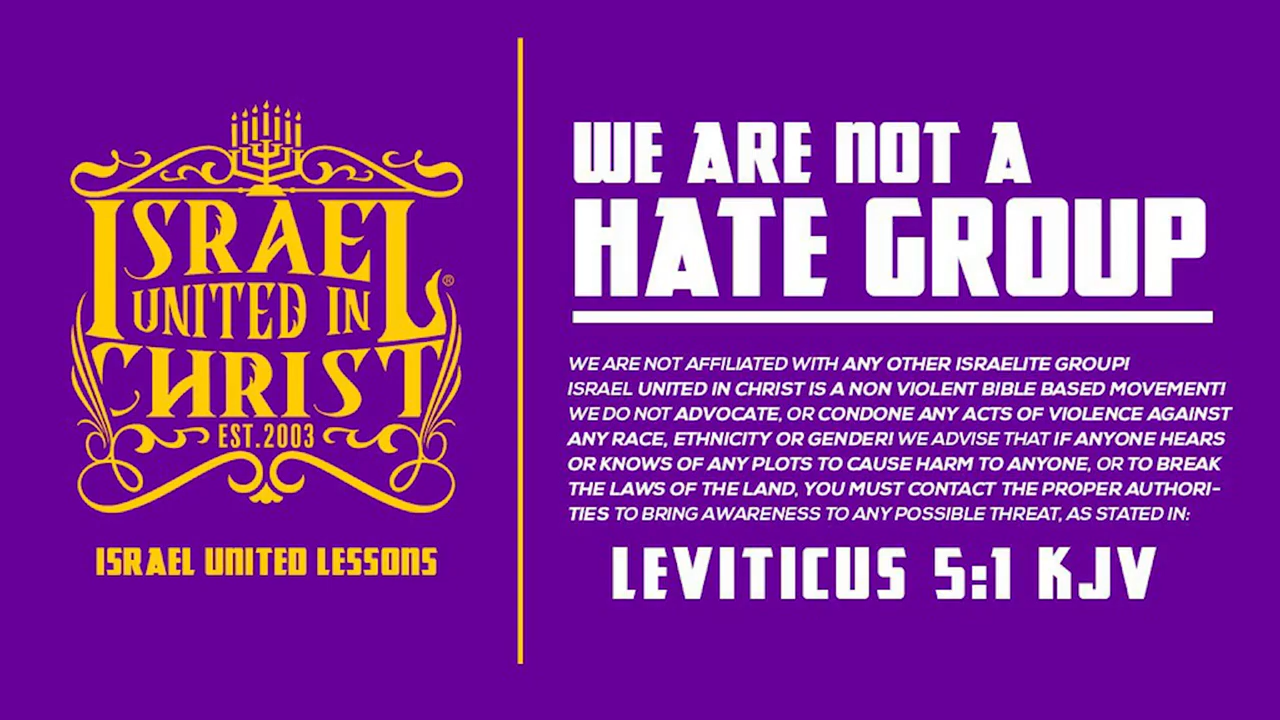 ISRAEL
UNITED IN
CHRIST
EST.2003
®
ISRAEL UNITED LESSONS
WE ARE NOT A
HATE GROUP
WE ARE NOT AFFILIATED WITH ANY OTHER ISRAELITE GROUP!
ISRAEL UNITED IN CHRIST IS A NON VIOLENT BIBLE BASED MOVEMENT!
WE DO NOT ADVOCATE, OR CONDONE ANY ACTS OF VIOLENCE AGAINST
ANY RACE, ETHNICITY OR GENDER! WE ADVISE THAT IF ANYONE HEARS
OR KNOWS OF ANY PLOTS TO CAUSE HARM TO ANYONE, OR TO BREAK
THE LAWS OF THE LAND, YOU MUST CONTACT THE PROPER AUTHORI-
TIES TO BRING AWARENESS TO ANY POSSIBLE THREAT, AS STATED IN:
LEVITICUS 5:1 KJV